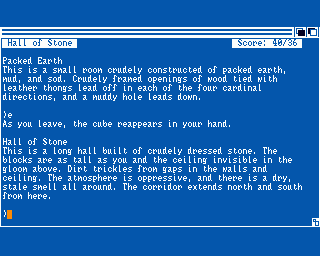 Hall of Stone Score: 40/36
Packed Earth
This is a small room crudely constructed of packed earth,
mud, and sod. Crudely framed openings of wood tied with
leather thongs lead off in each of the four cardinal
directions, and a muddy hole leads down.
)e
As you leave, the cube reappears in your hand.
Hall of Stone
This is a long hall built of crudely dressed stone. The
blocks are as tall as you and the ceiling invisible in the
gloom above. Dirt trickles from gaps in the walls and
ceiling. The atmosphere is oppressive, and there is a dry,
stale smell all around. The corridor extends north and south
from here.
)